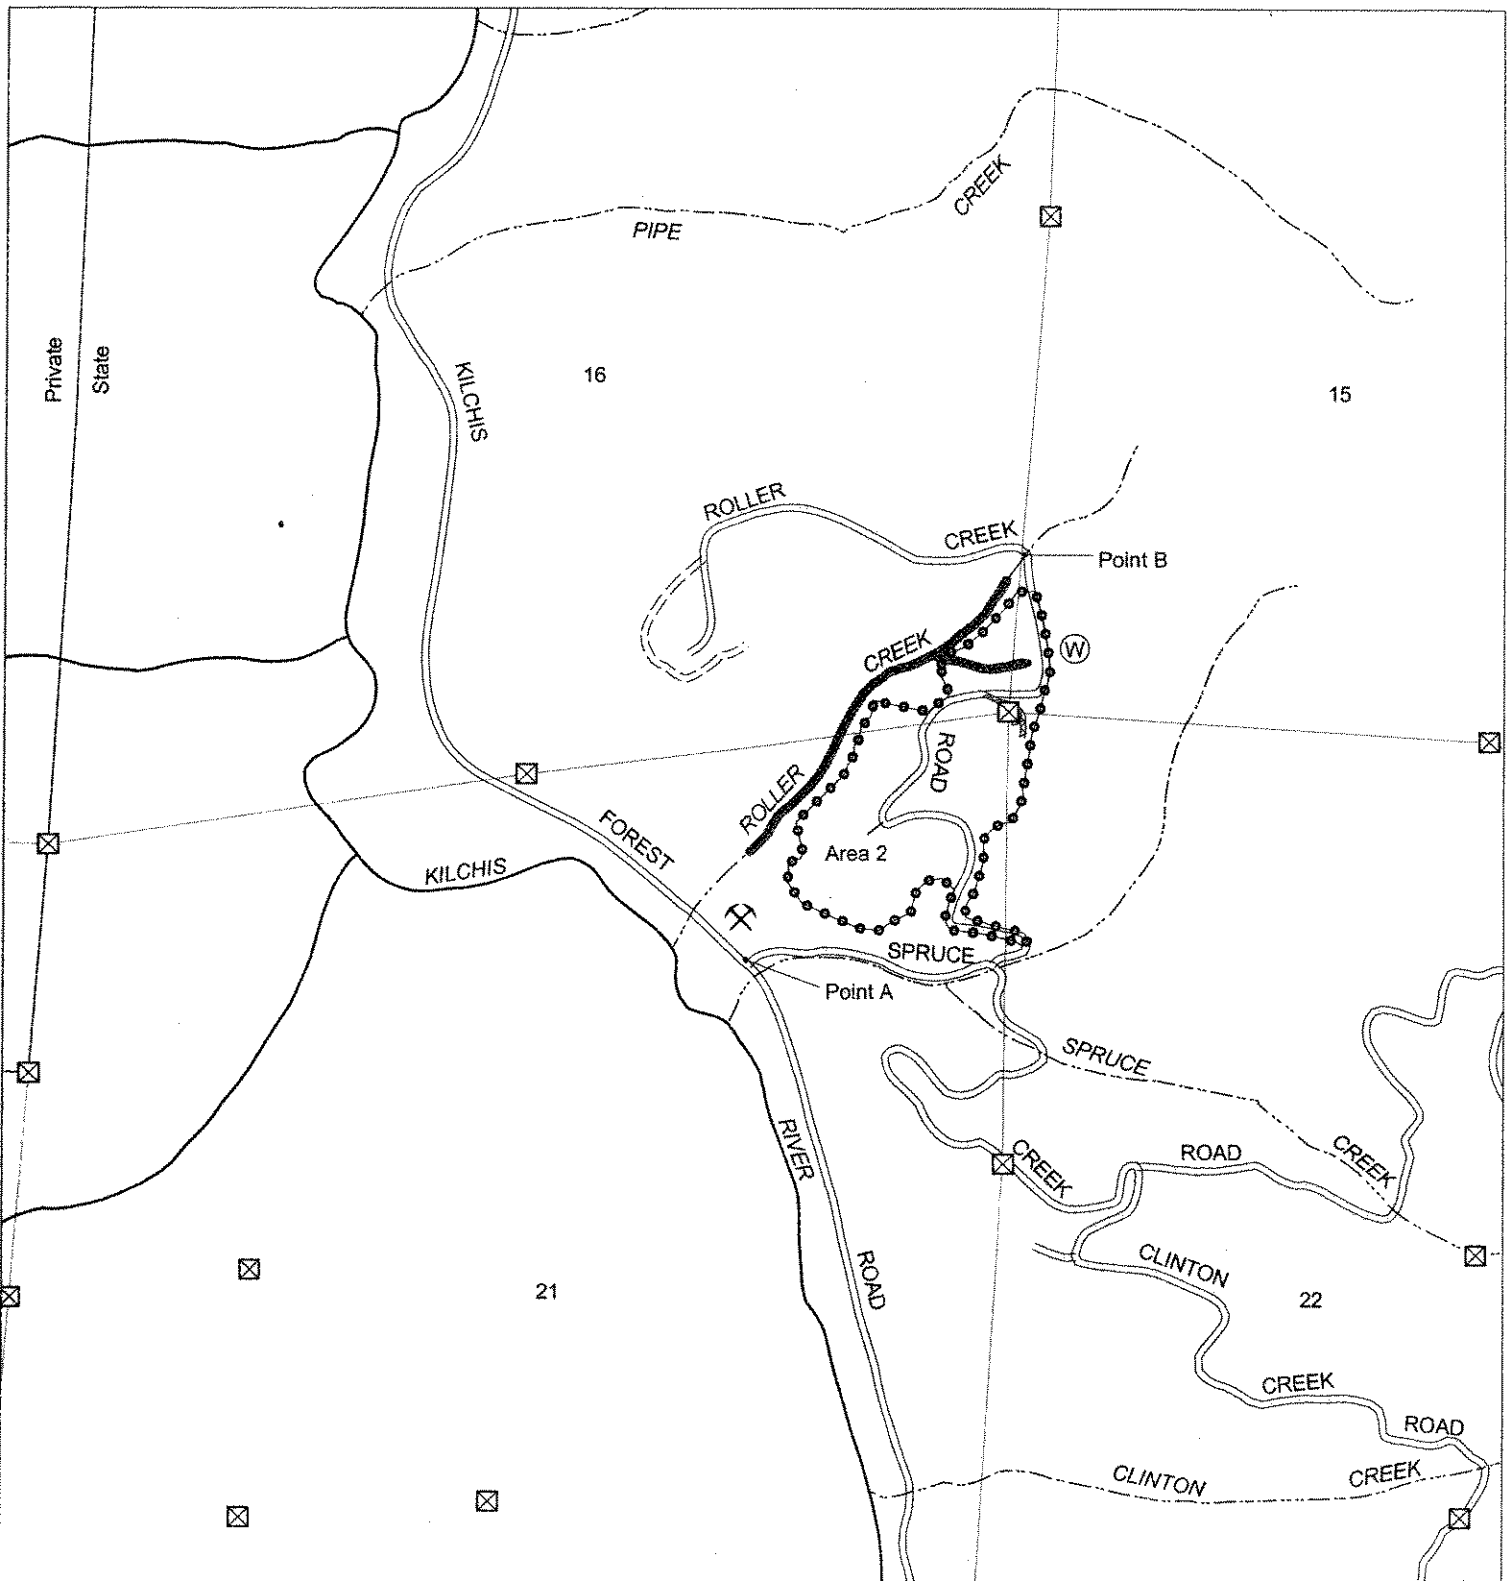 CREEK
PIPE
Private
State
KILCHIS
16
15
ROLLER
CREEK
Point B
CREEK
W
ROAD
ROLLER
FOREST
Area 2
KILCHIS
SPRUCE
Point A
SPRUCE
RIVER
CREEK
ROAD
CREEK
ROAD
CLINTON
21
22
CREEK
ROAD
CLINTON
CREEK